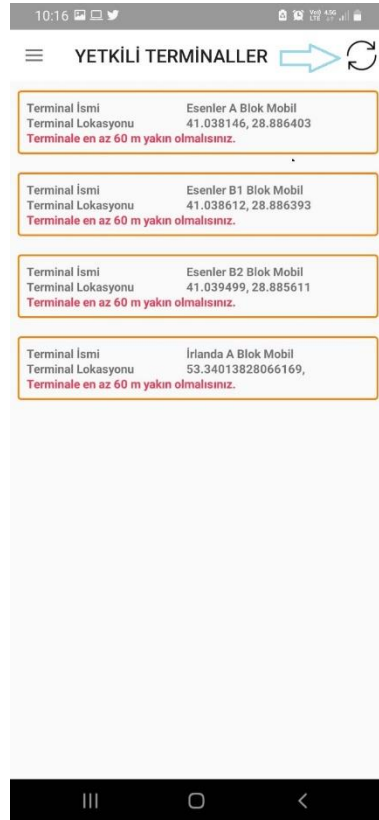 10:16
YETKİLİ TERMİNALLER
Terminal İsmi Esenler A Blok Mobil
Terminal Lokasyonu 41.038146, 28.886403
Terminale en az 60 m yakın olmalısınız.
Terminal İsmi Esenler B1 Blok Mobil
Terminal Lokasyonu 41.038612, 28.886393
Terminale en az 60 m yakın olmalısınız.
Terminal İsmi Esenler B2 Blok Mobil
Terminal Lokasyonu 41.039499, 28.885611
Terminale en az 60 m yakın olmalısınız.
Terminal İsmi İrlanda A Blok Mobil
Terminal Lokasyonu 53.34013828066169,
Terminale en az 60 m yakın olmalısınız.